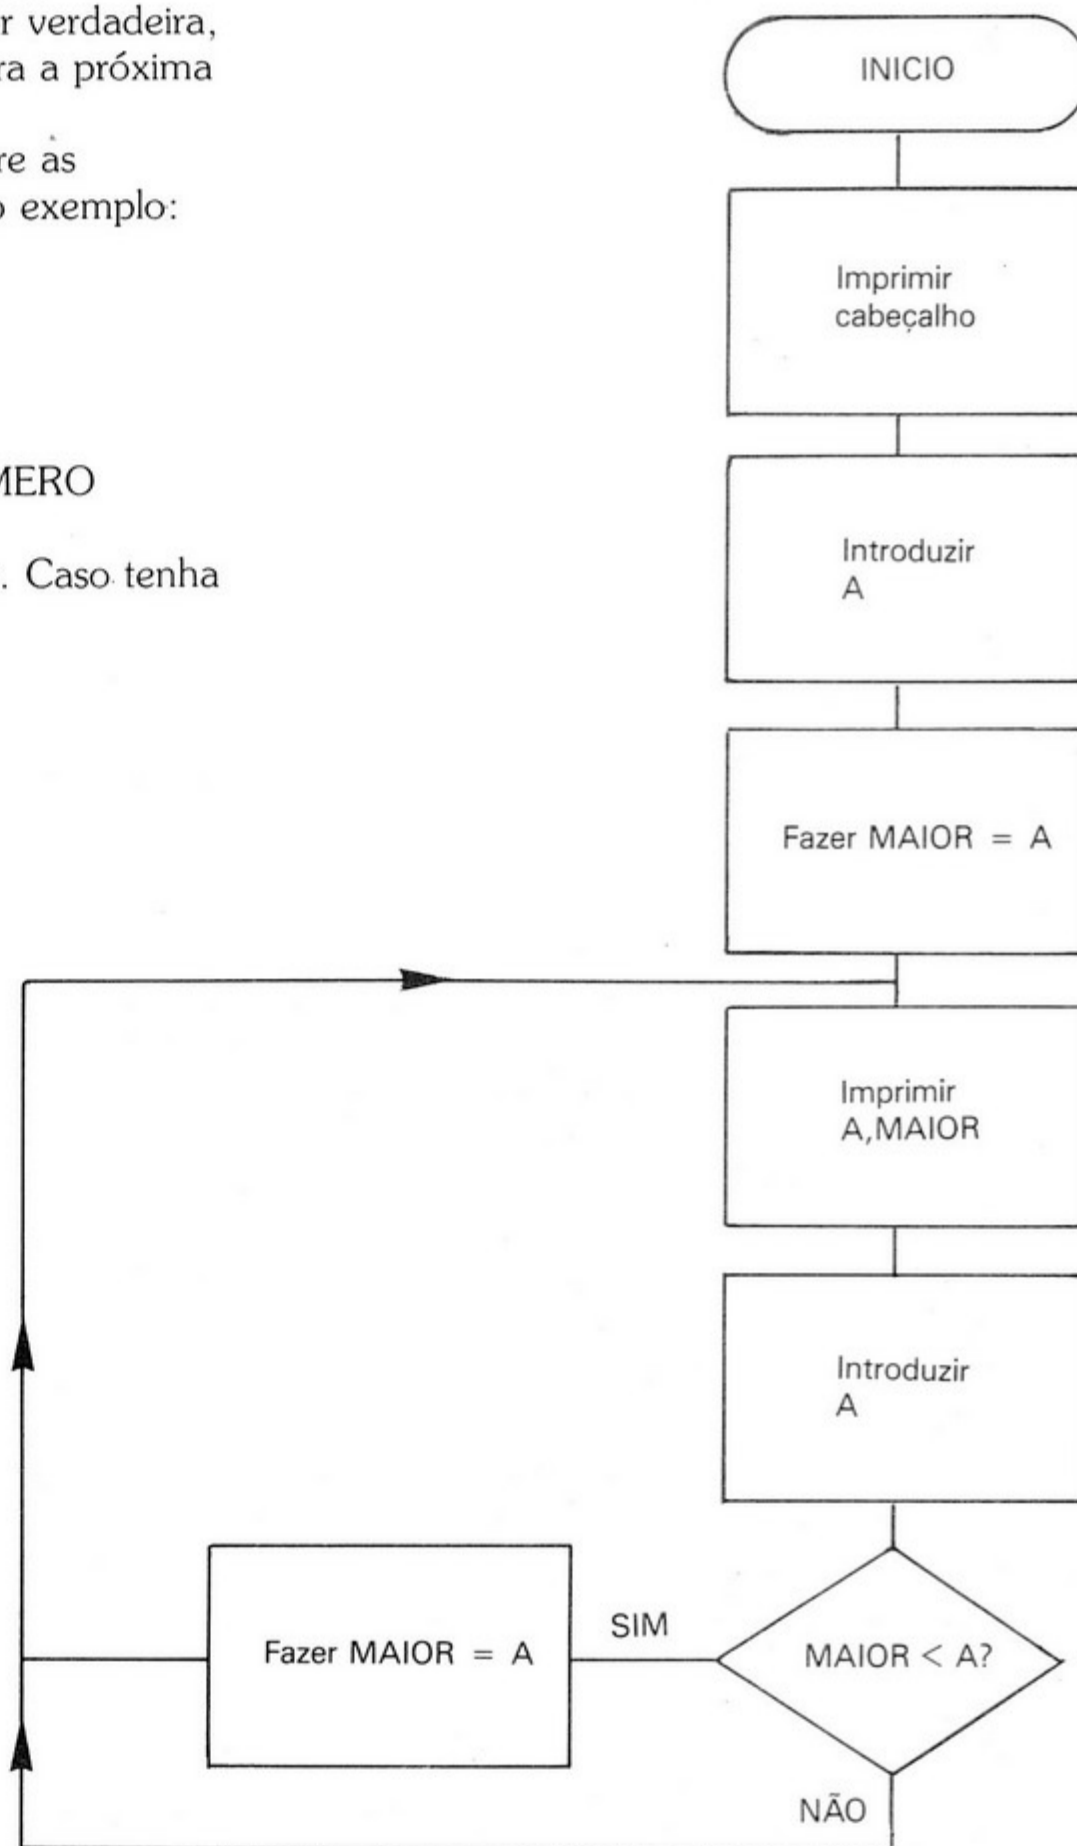 r verdadeira,
ra a próxima
re às
o exemplo:
MERO
. Caso tenha
INICIO
Imprimir
cabeçalho
Introduzir
A
Fazer MAIOR = A
Imprimir
A,MAIOR
Introduzir
A
MAIOR < A?
SIM
Fazer MAIOR = A
NÃO